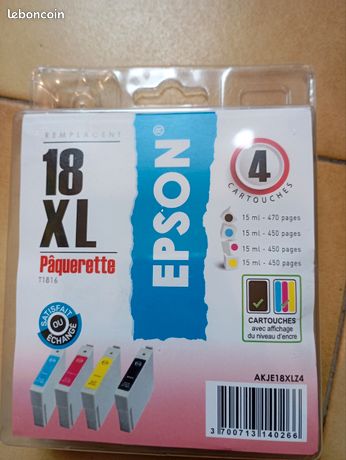 leboncoin
REMPLACENT
18
XL
Pâquerette
T1816
EPSON®
4
CARTOUCHES
15 ml - 470 pages
15 ml - 450 pages
15 ml - 450 pages
15 ml - 450 pages
SATISFAIT
OU
ÉCHANGÉ
CARTOUCHES
avec affichage
du niveau d'encre
AKJE18XLZ4
3 700713 140266